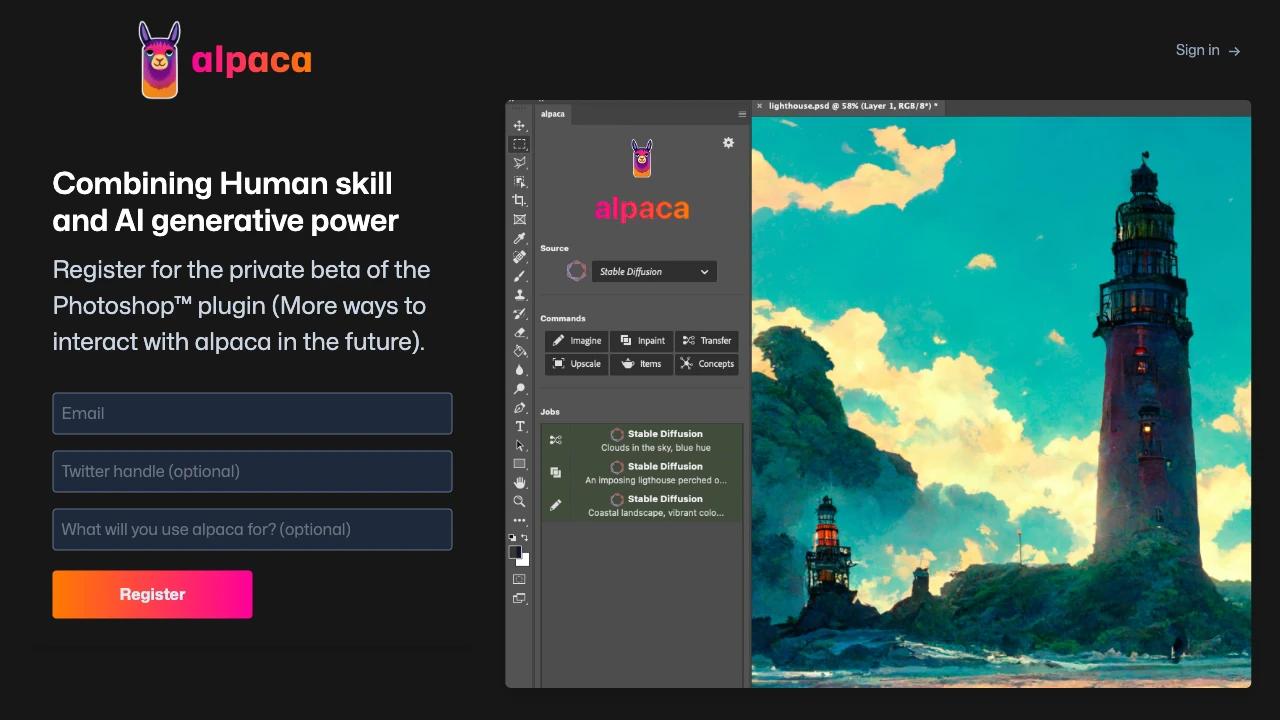 alpaca
Sign in →
Combining Human skill
and AI generative power
Register for the private beta of the
Photoshop™ plugin (More ways to
interact with alpaca in the future).
Email
Twitter handle (optional)
What will you use alpaca for? (optional)
Register
alpaca
lighthouse.psd @ 58% (Layer 1, RGB/8*) *
alpaca
Source
Stable Diffusion
Commands
Imagine
Inpaint
Transfer
Upscale
Items
Concepts
Jobs
Stable Diffusion
Clouds in the sky, blue hue
Stable Diffusion
An imposing ligthouse perched o...
Stable Diffusion
Coastal landscape, vibrant colo...